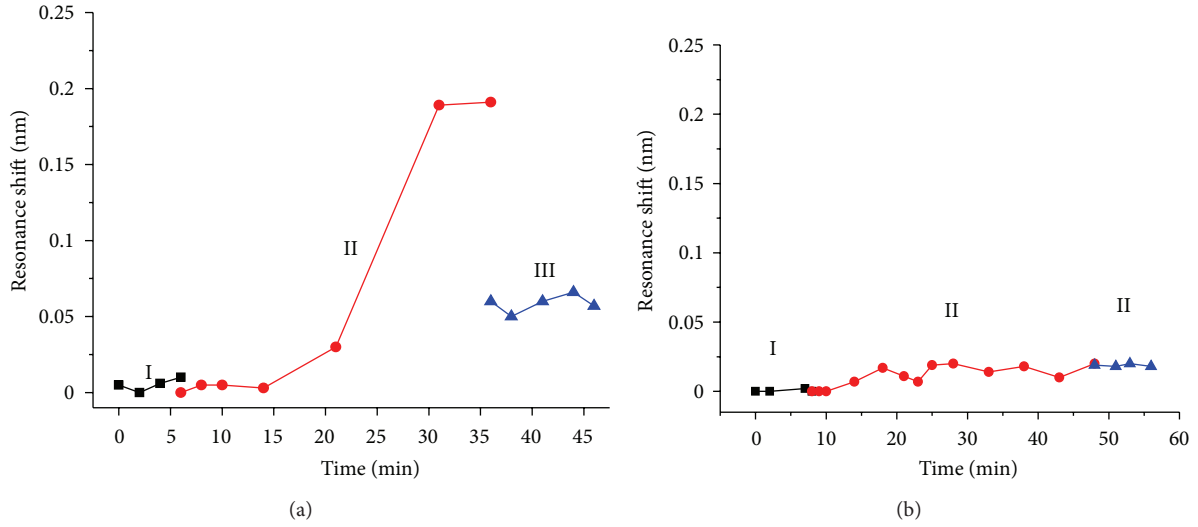 0.25
0.2
0.15
0.1
0.05
0
Resonance shift (nm)
I
II
III
0 5 10 15 20 25 30 35 40 45
Time (min)
(a)
0.25
0.2
0.15
0.1
0.05
0
Resonance shift (nm)
I
II
II
0 10 20 30 40 50 60
Time (min)
(b)